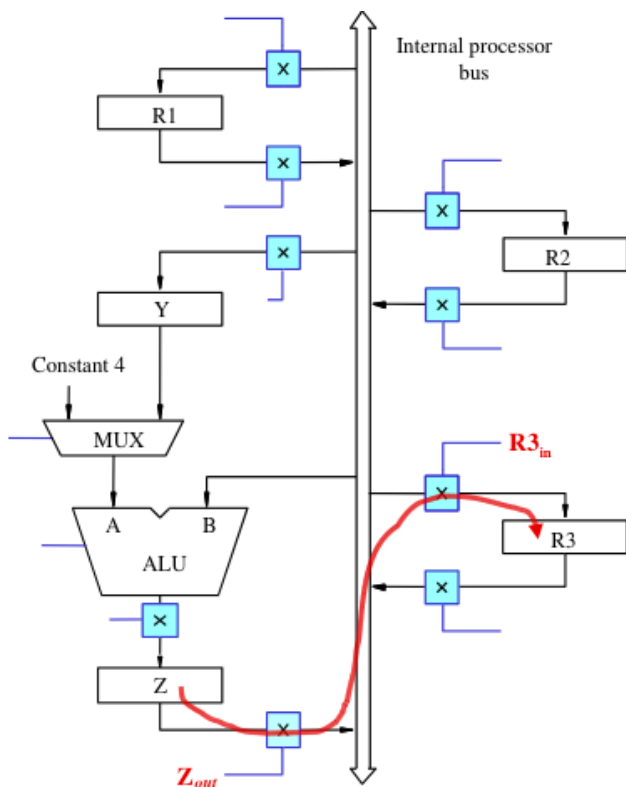 Internal processor
bus
R1
R2
Y
Constant 4
MUX
R3in
A B
R3
ALU
Z
Zout